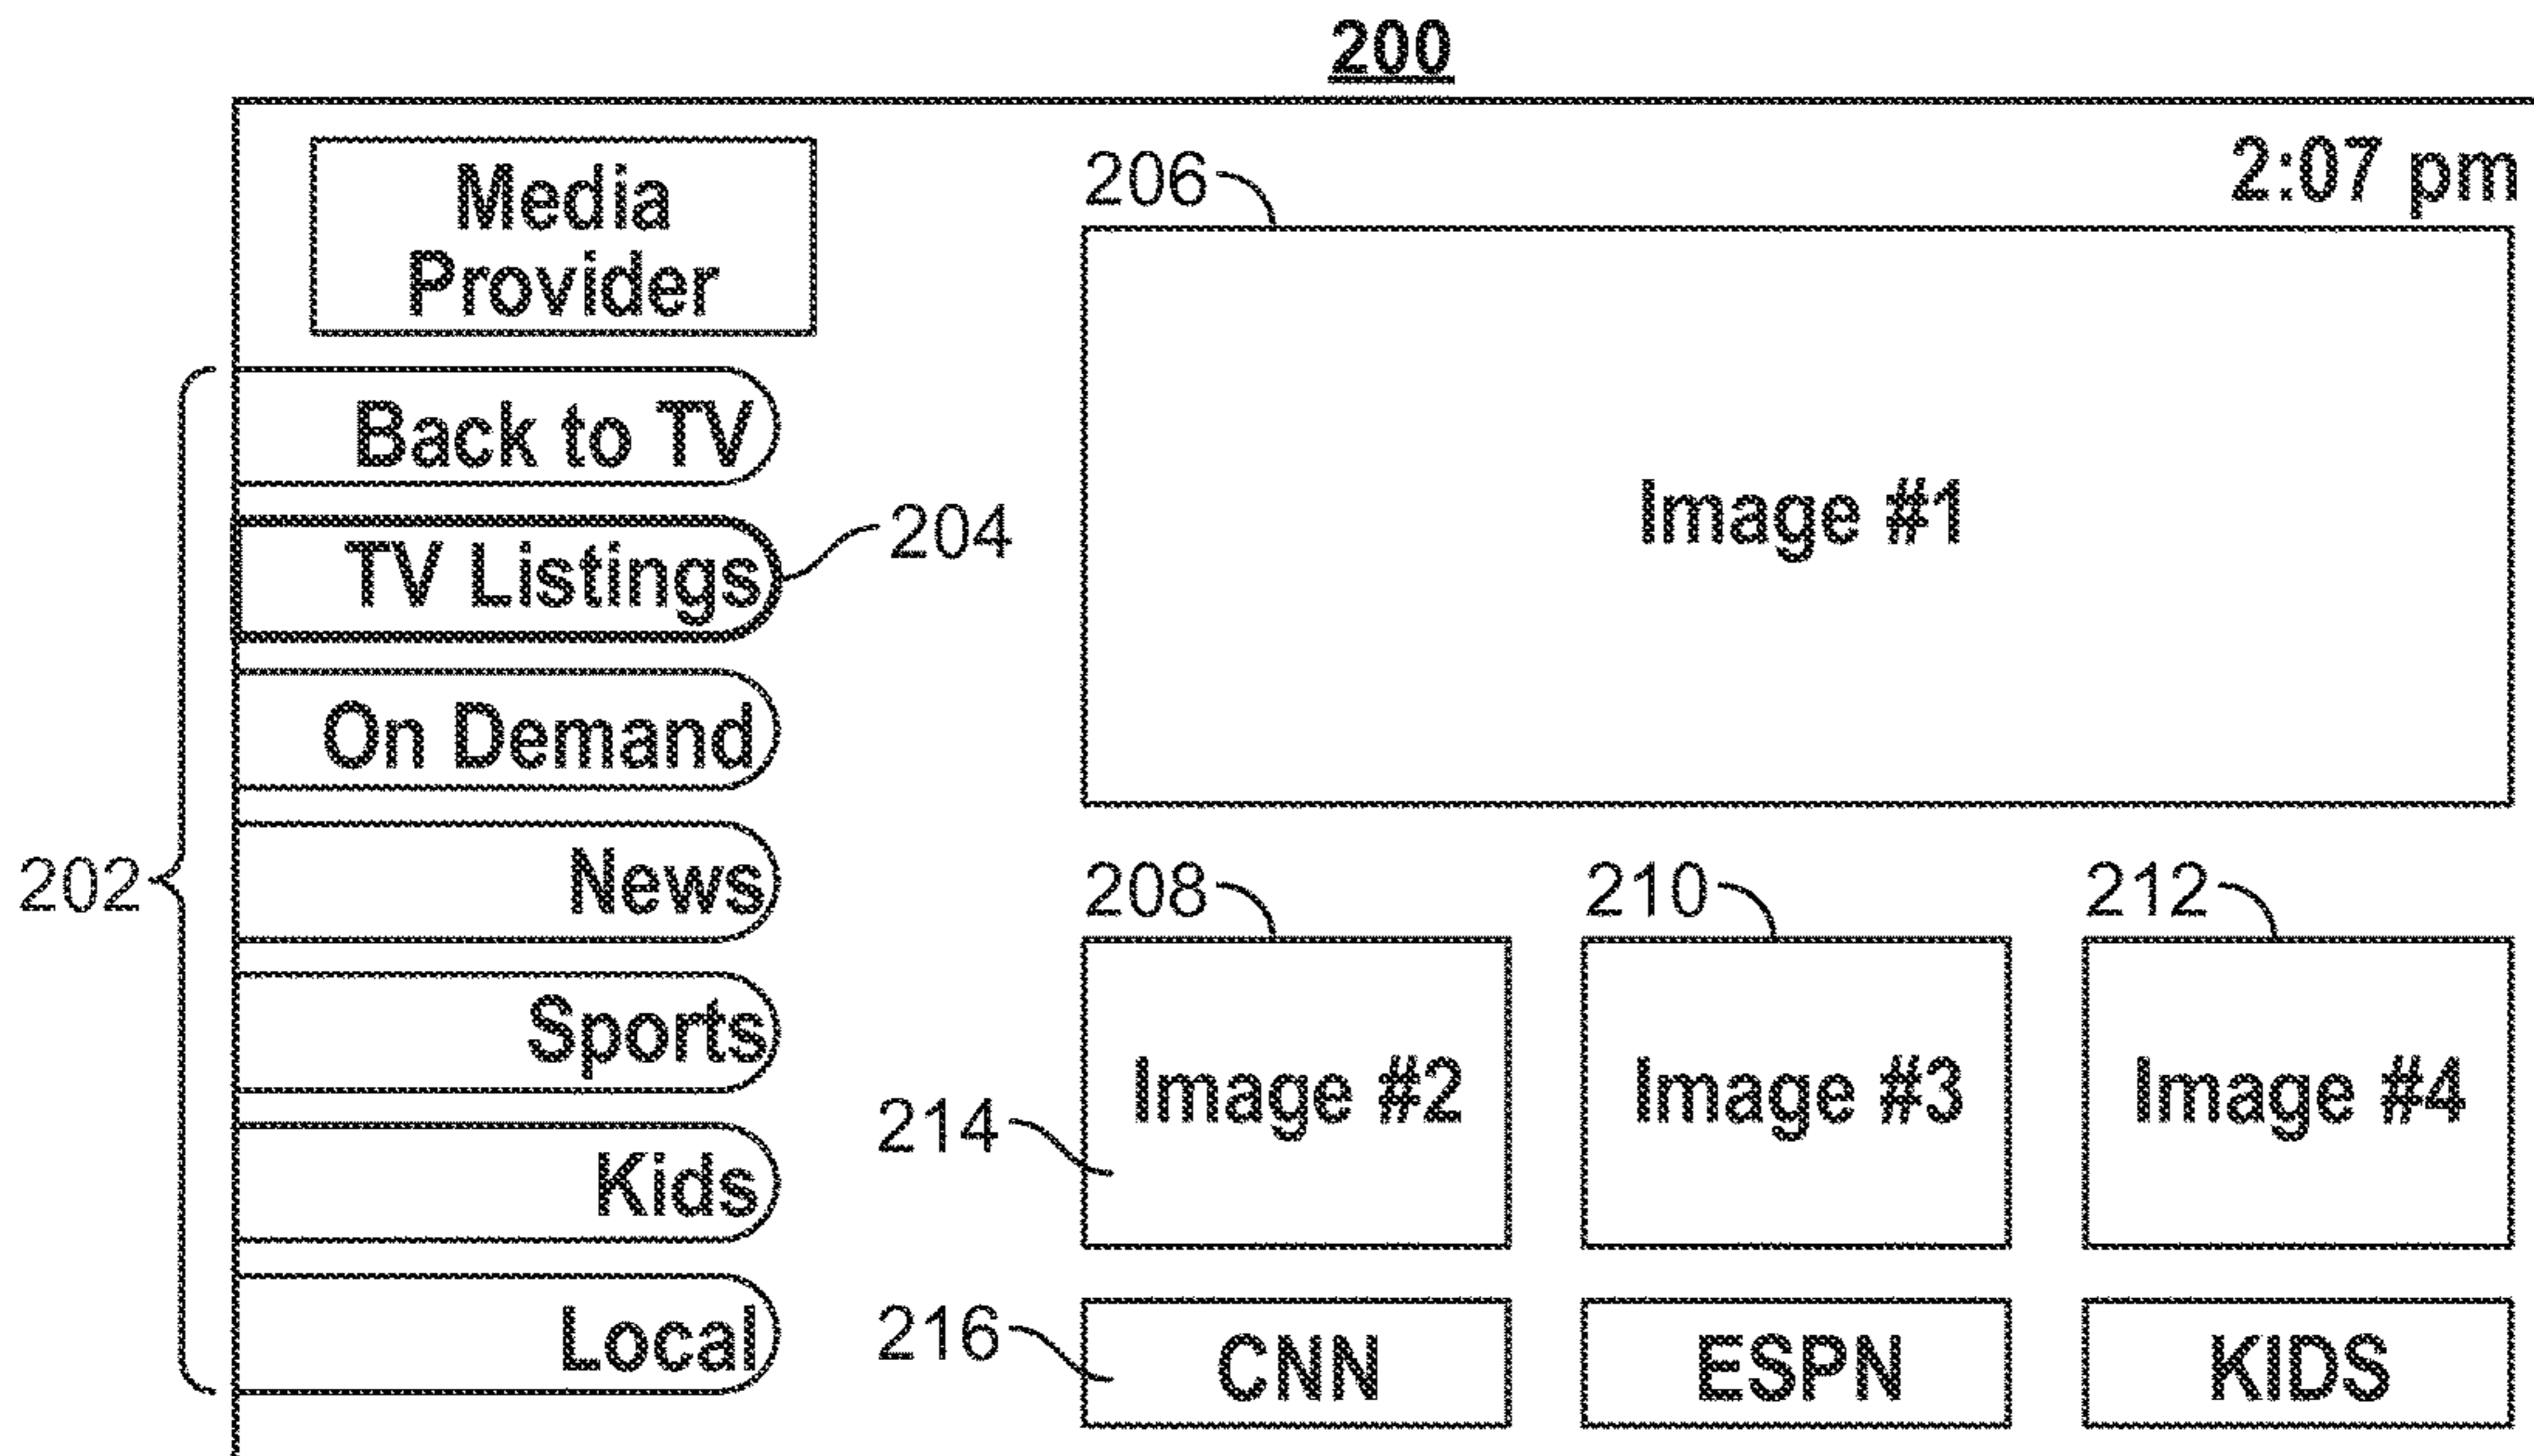 200
2:07 pm
Media
Provider
206
Back to TV
204
TV Listings
Image #1
On Demand
202
News
208
210
212
Sports
Image #2
Image #3
Image #4
214
Kids
216
Local
CNN
ESPN
KIDS